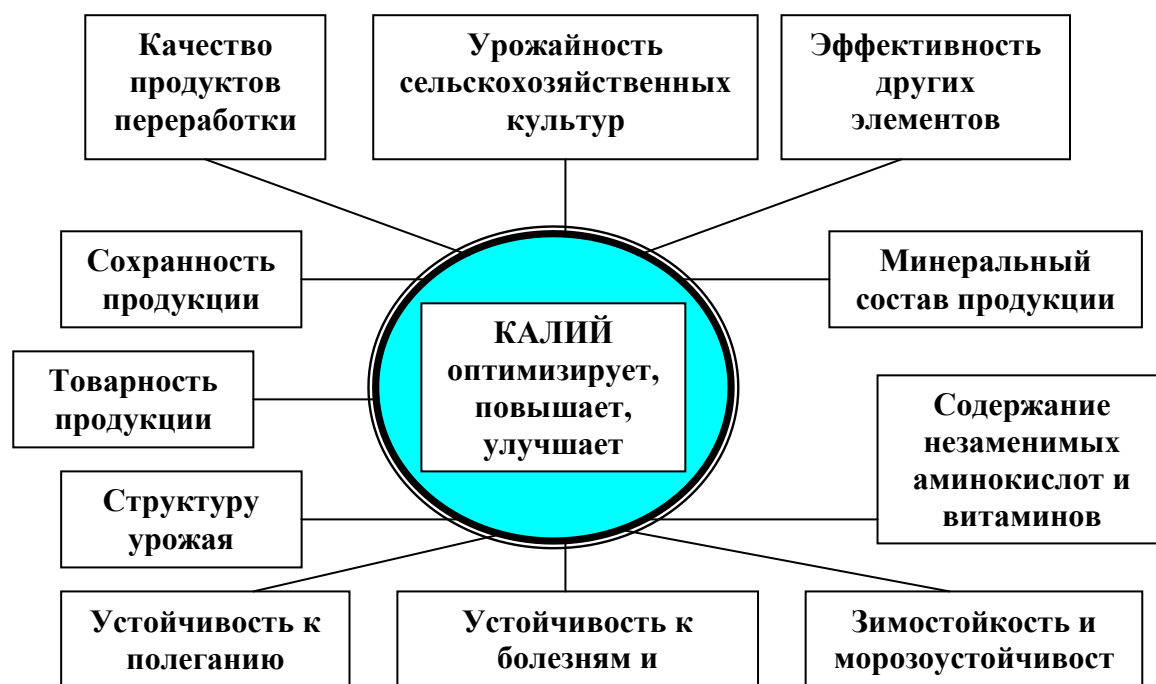 Качество
продуктов
переработки
Урожайность
сельскохозяйственных
культур
Эффективность
других
элементов
Сохранность
продукции
Минеральный
состав продукции
КАЛИЙ
оптимизирует,
повышает,
улучшает
Товарность
продукции
Содержание
незаменимых
аминокислот и
витаминов
Структуру
урожая
Устойчивость к
полеганию
Устойчивость к
болезням и
Зимостойкость и
морозоустойчивост